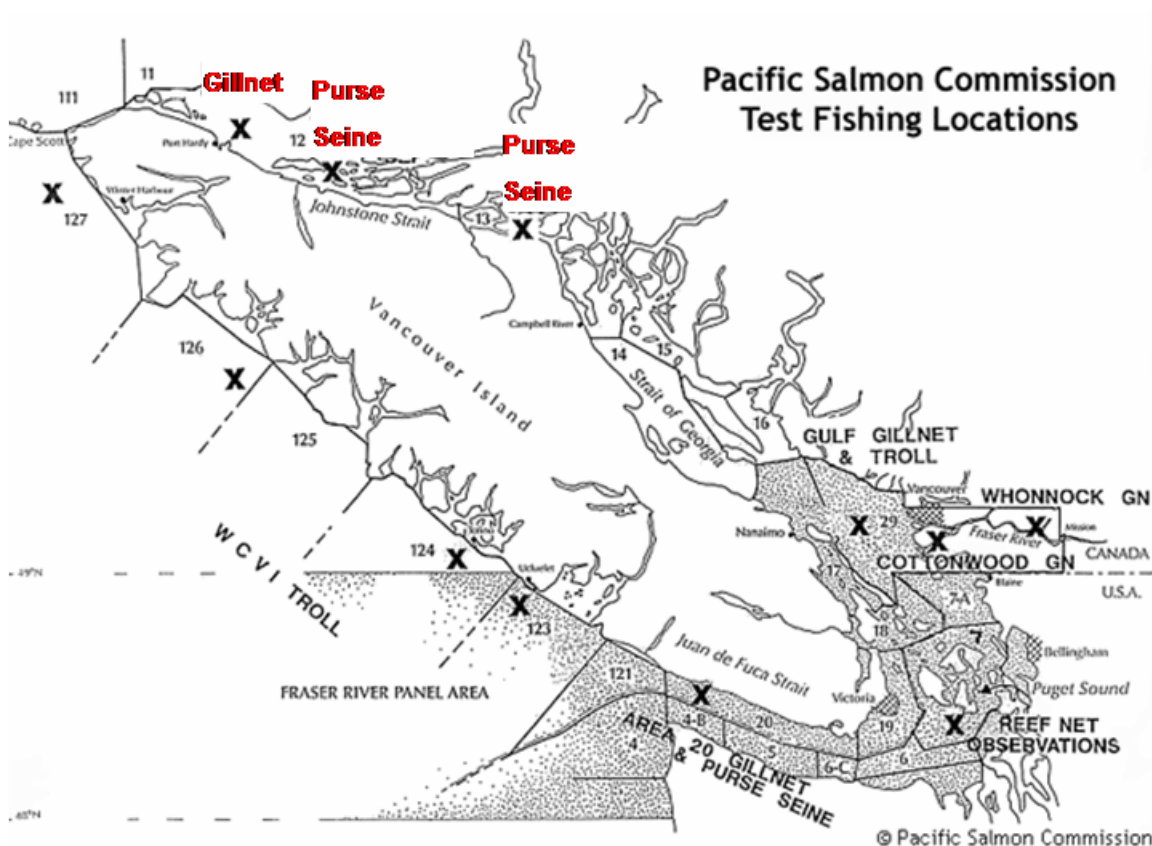 Pacific Salmon Commission
Test Fishing Locations
Gillnet
Purse
Seine
Purse
Seine
11
111
Cape Scott
Port Hardy
12
127
Winter Harbour
Johnstone Strait
13
Campbell River
Vancouver Island
126
125
14
15
Strait of Georgia
16
GULF GILLNET
& TROLL
Vancouver
WHONNOCK GN
Nanaimo
29
Fraser River
Mission
CANADA
COTTONWOOD GN
U.S.A.
Blaine
124
Ucluelet
49°N
WCVI TROLL
123
17
18
7-A
7
Bellingham
Puget Sound
Juan de Fuca Strait
Victoria
FRASER RIVER PANEL AREA
121
4-B
20
19
REEF NET
OBSERVATIONS
4
5
6-C
6
AREA 20 GILLNET
& PURSE SEINE
48°N
© Pacific Salmon Commission